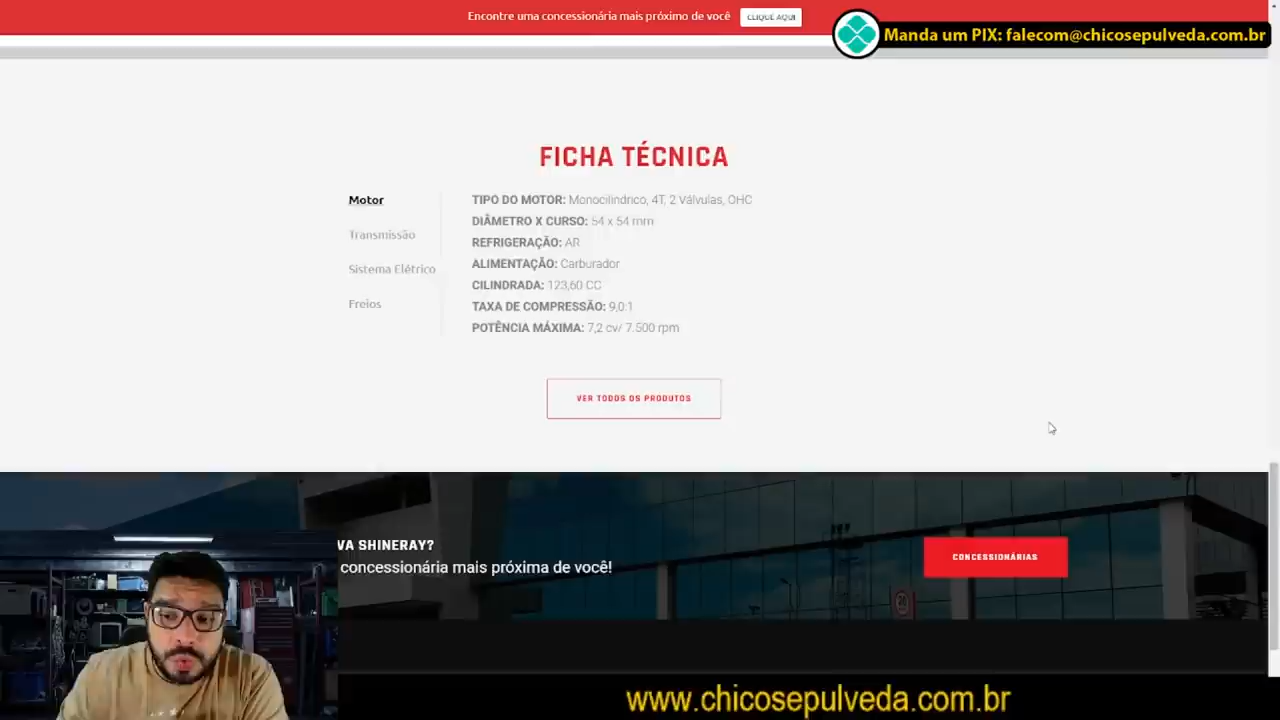 Encontre uma concessionária mais próximo de você
CLIQUE AQUI
Manda um PIX: falecom@chicosepulveda.com.br
FICHA TÉCNICA
Motor
Transmissão
Sistema Elétrico
Freios
TIPO DO MOTOR: Monocilíndrico, 4T, 2 Válvulas, OHC
DIÂMETRO X CURSO: 54 x 54 mm
REFRIGERAÇÃO: AR
ALIMENTAÇÃO: Carburador
CILINDRADA: 123,60 CC
TAXA DE COMPRESSÃO: 9,0:1
POTÊNCIA MÁXIMA: 7,2 cv/ 7.500 rpm
VER TODOS OS PRODUTOS
VA SHINERAY?
concessionária mais próxima de você!
CONCESSIONÁRIAS
www.chicosepulveda.com.br